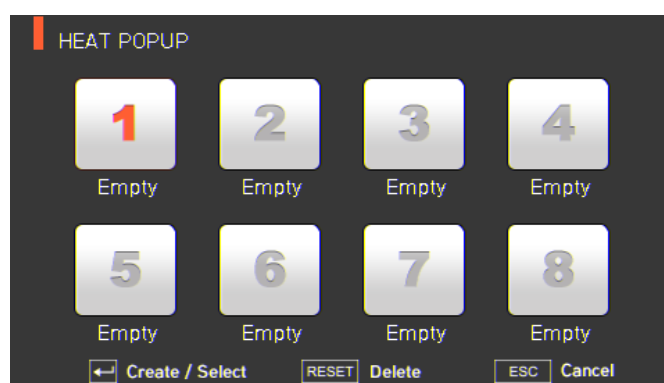 HEAT POPUP
1 2 3 4
Empty Empty Empty Empty
5 6 7 8
Empty Empty Empty Empty
Create / Select RESET Delete ESC Cancel